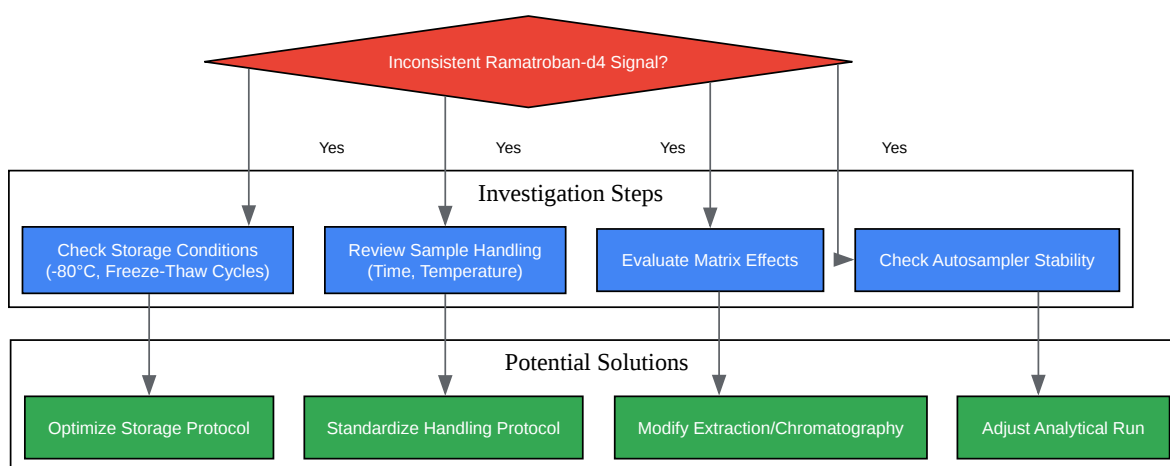 Inconsistent Ramatroban-d4 Signal?
Yes
Yes
Yes
Yes
Investigation Steps
Check Storage Conditions
(-80°C, Freeze-Thaw Cycles)
Review Sample Handling
(Time, Temperature)
Evaluate Matrix Effects
Check Autosampler Stability
Potential Solutions
Optimize Storage Protocol
Standardize Handling Protocol
Modify Extraction/Chromatography
Adjust Analytical Run